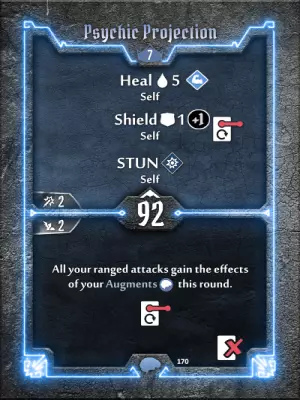 Psychic Projection
7
Heal 5
Self
Shield 1 +1
Self
STUN
Self
2
92
2
All your ranged attacks gain the effects
of your Augments this round.
170